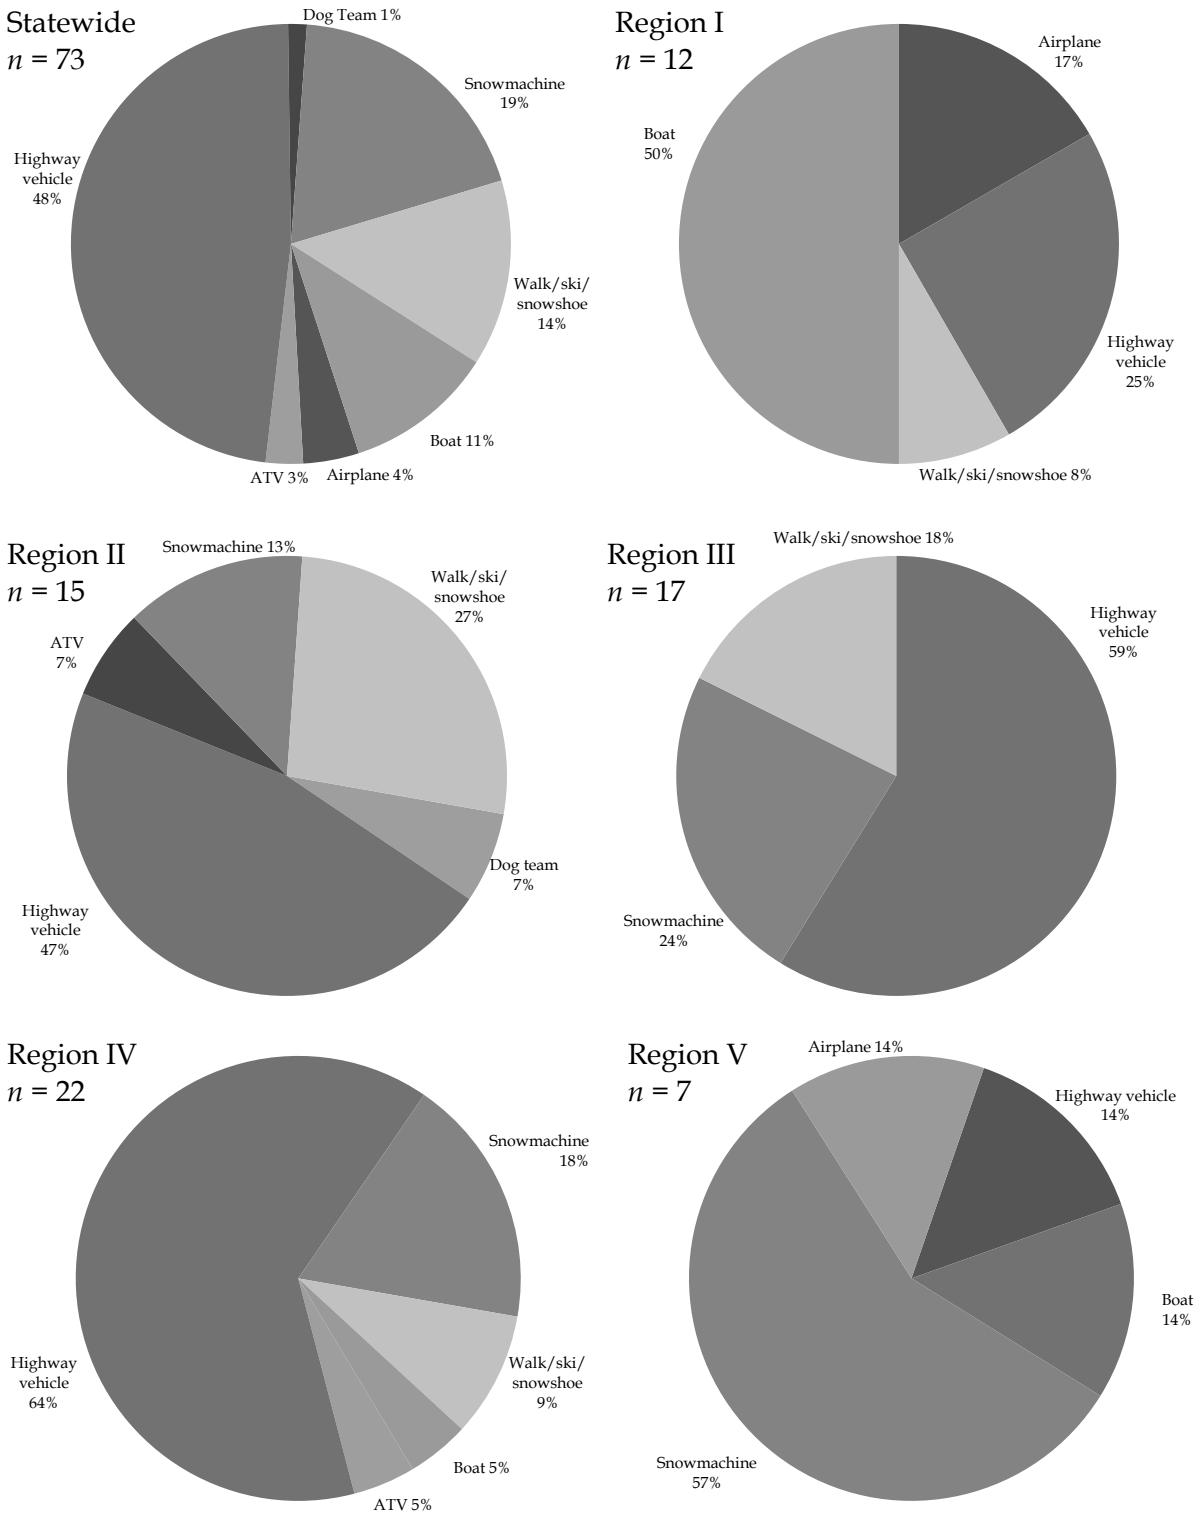 Statewide
n = 73
Dog Team 1%
Snowmachine
19%
Walk/ski/
snowshoe
14%
Boat 11%
Airplane 4%
ATV 3%
Highway
vehicle
48%
Region I
n = 12
Airplane
17%
Highway
vehicle
25%
Walk/ski/snowshoe 8%
Boat
50%
Region II
n = 15
Snowmachine 13%
Walk/ski/
snowshoe
27%
Dog team
7%
Highway
vehicle
47%
ATV
7%
Region III
n = 17
Walk/ski/snowshoe 18%
Highway
vehicle
59%
Snowmachine
24%
Region IV
n = 22
Snowmachine
18%
Walk/ski/
snowshoe
9%
Boat 5%
ATV 5%
Highway
vehicle
64%
Region V
n = 7
Airplane 14%
Highway vehicle
14%
Boat
14%
Snowmachine
57%